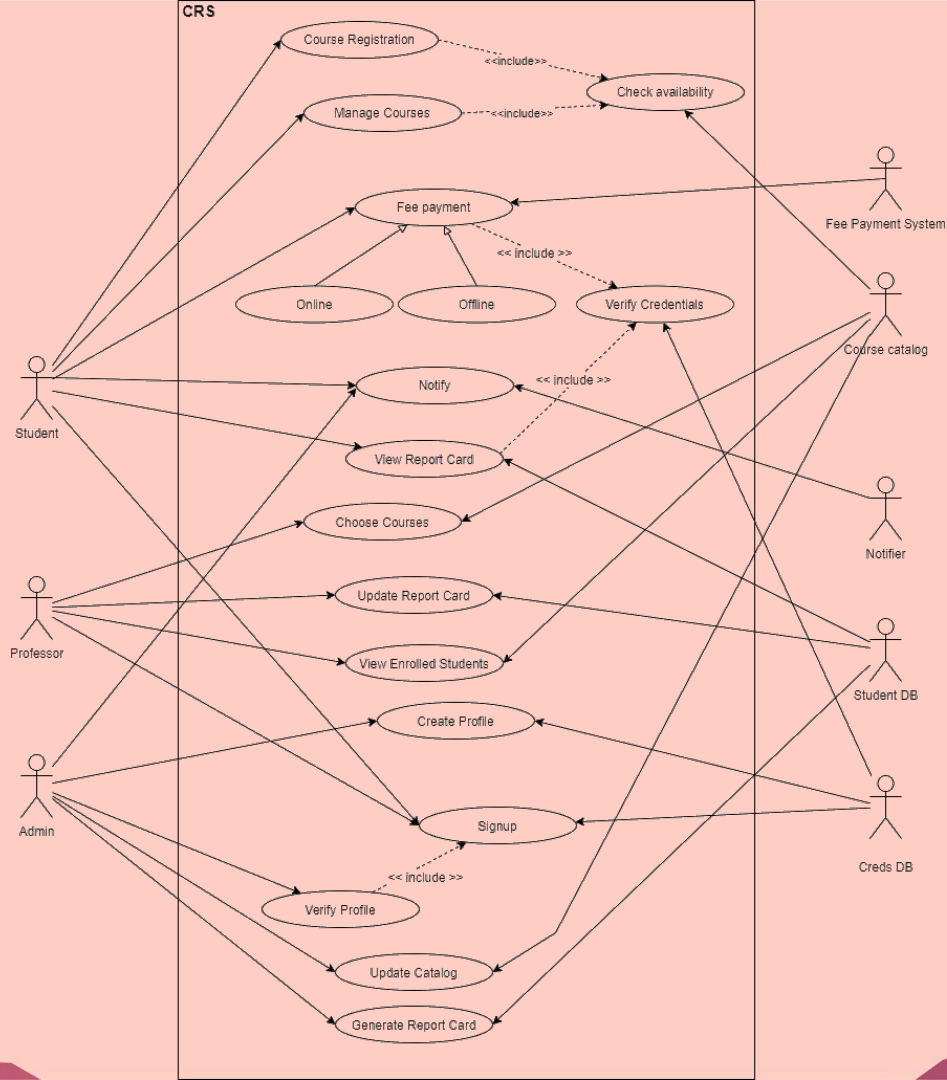 CRS
Course Registration
<<include>>
Check availability
Manage Courses
<<include>>
Fee payment
Fee Payment System
<< include >>
Online
Offline
Verify Credentials
Course catalog
<< include >>
Notify
Student
View Report Card
Choose Courses
Notifier
Update Report Card
Professor
View Enrolled Students
Student DB
Create Profile
Signup
Admin
Creds DB
<< include >>
Verify Profile
Update Catalog
Generate Report Card